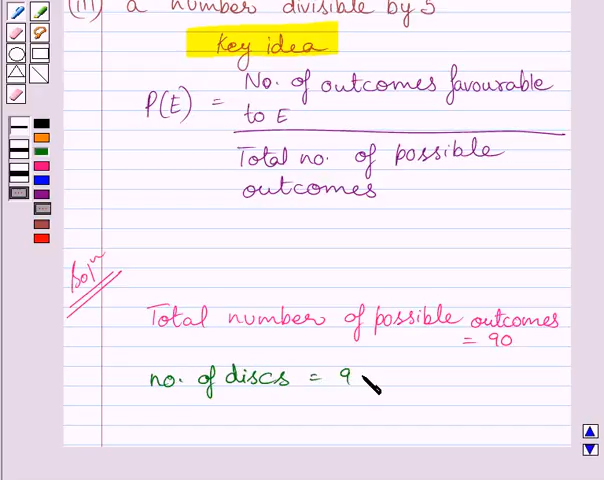 (iii) a number divisible by 5
Key idea
No. of outcomes favourable
P(E) = to E
Total no. of possible
outcomes
Solⁿ
Total number of possible outcomes
= 90
no. of discs = 9